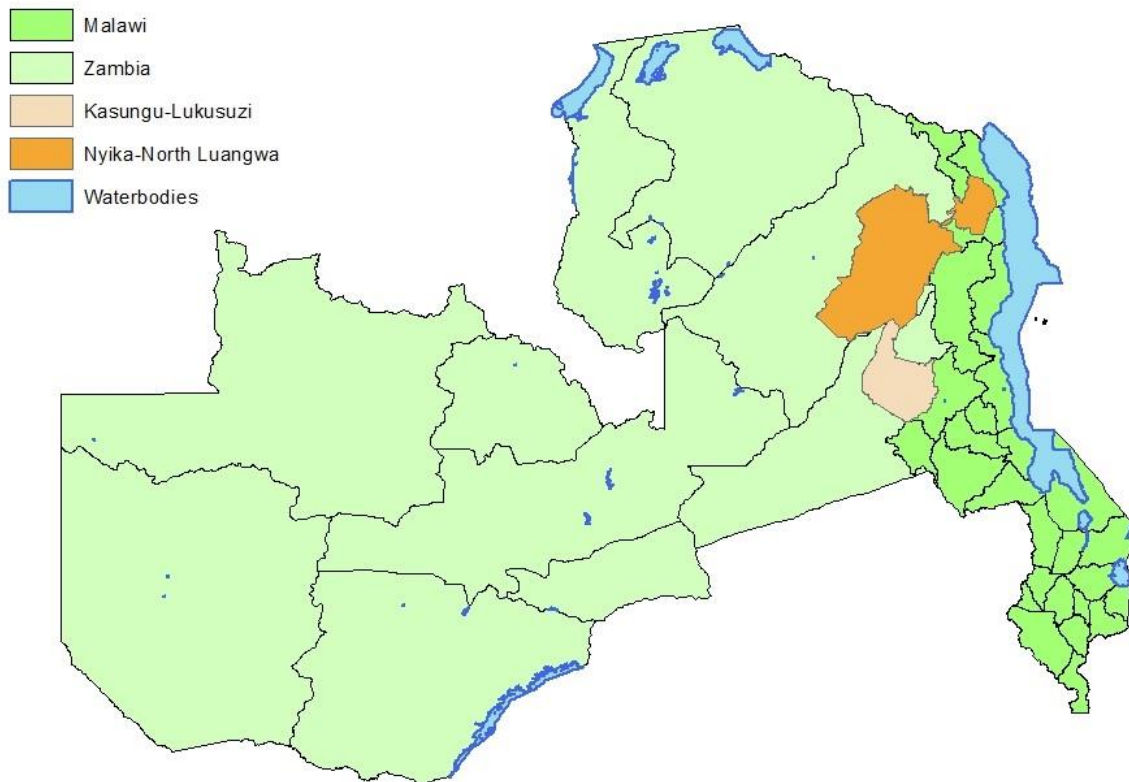 Malawi
Zambia
Kasungu-Lukusuzi
Nyika-North Luangwa
Waterbodies